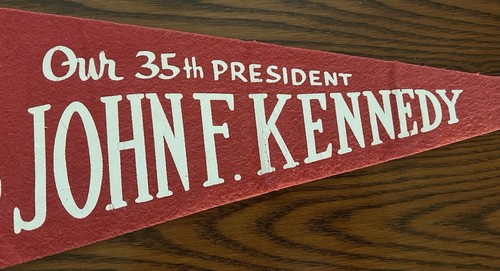 Our 35th PRESIDENT
JOHN F. KENNEDY